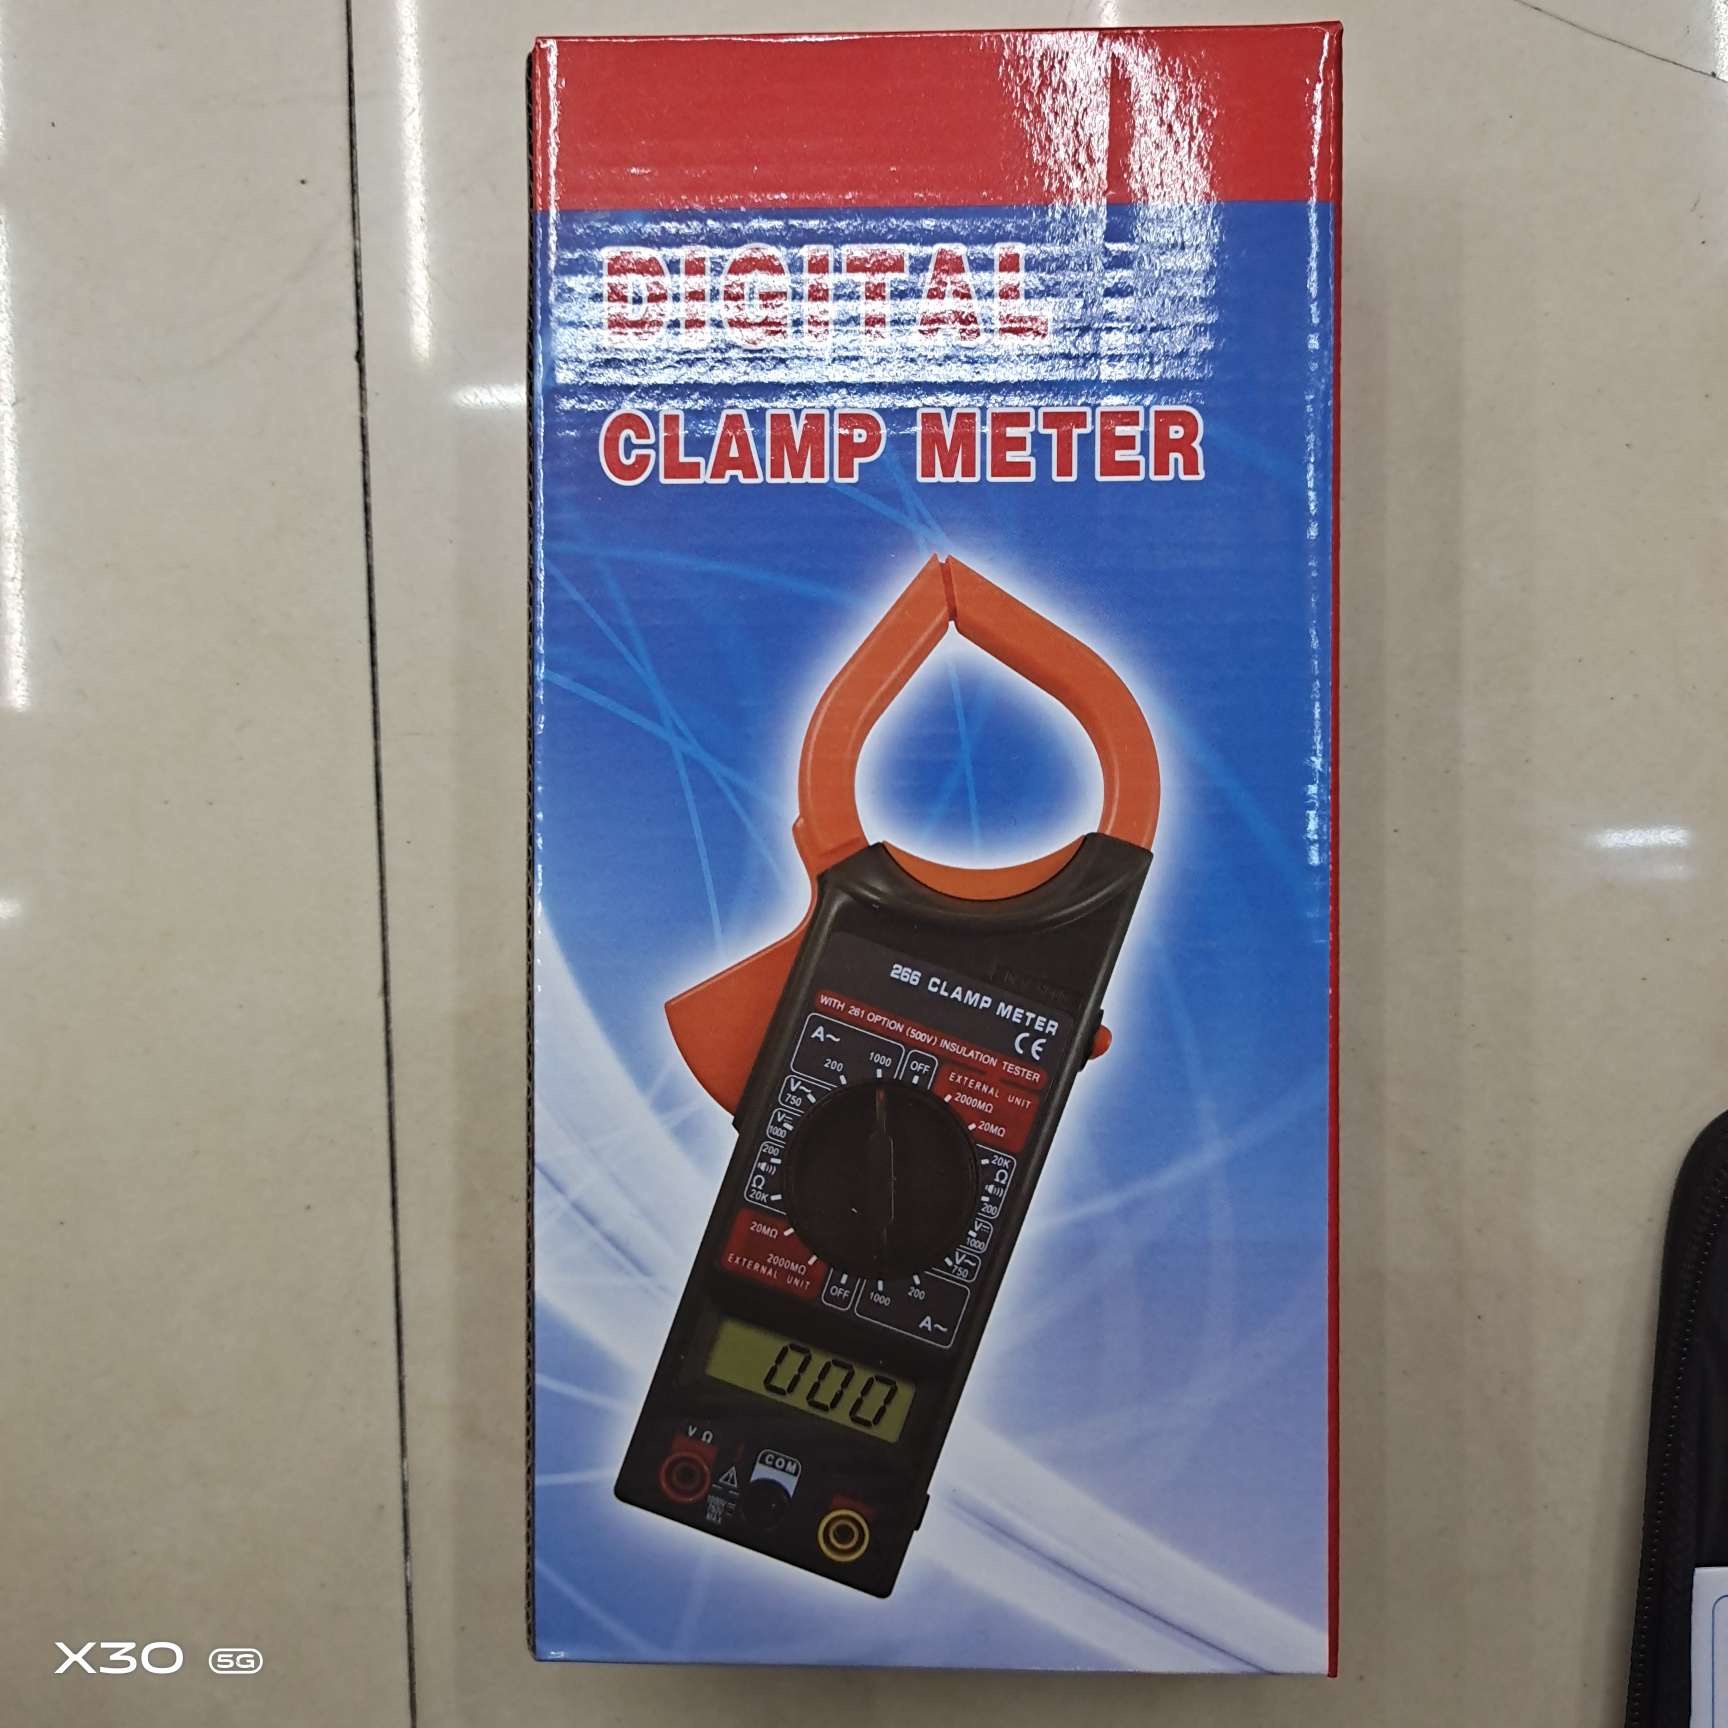 DIGITAL
CLAMP METER
266 CLAMP METER
WITH 261 OPTION (500V) INSULATION TESTER
CE
A~
200
1000
OFF
EXTERNAL UNIT
2000MΩ
20MΩ
V~
750
V
1000
200
Ω
20K
20K
Ω
200
V
1000
V~
750
20MΩ
2000MΩ
EXTERNAL UNIT
OFF
1000
200
A~
000
V Ω
COM
X30 5G